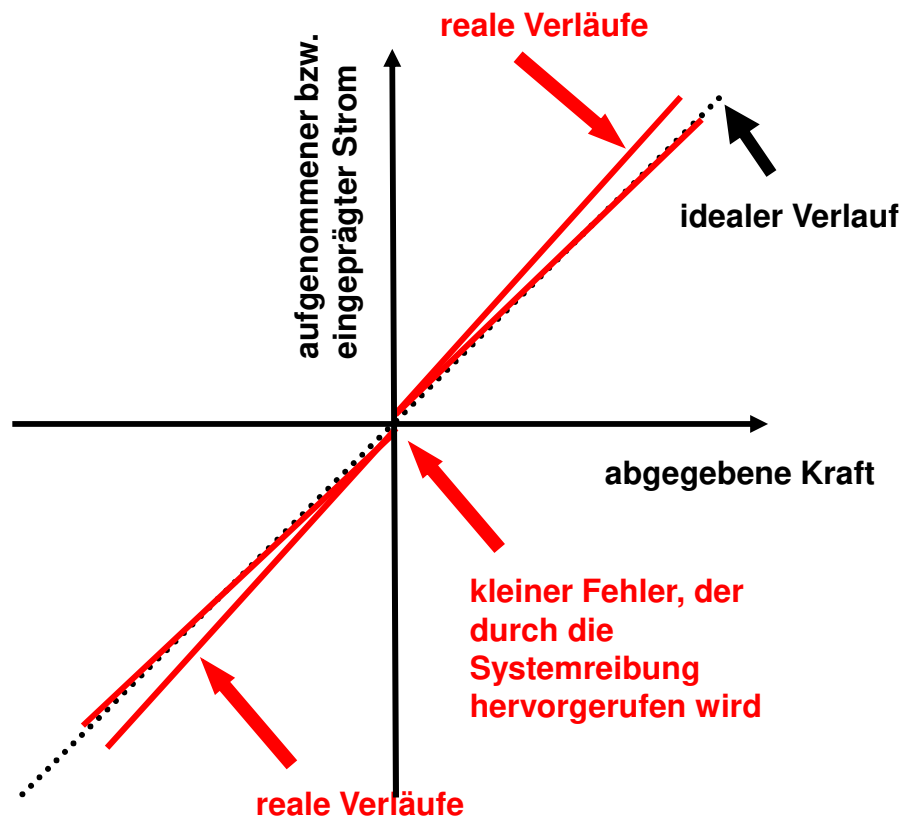 reale Verläufe
aufgenommener bzw.
eingeprägter Strom
idealer Verlauf
abgegebene Kraft
kleiner Fehler, der
durch die
Systemreibung
hervorgerufen wird
reale Verläufe